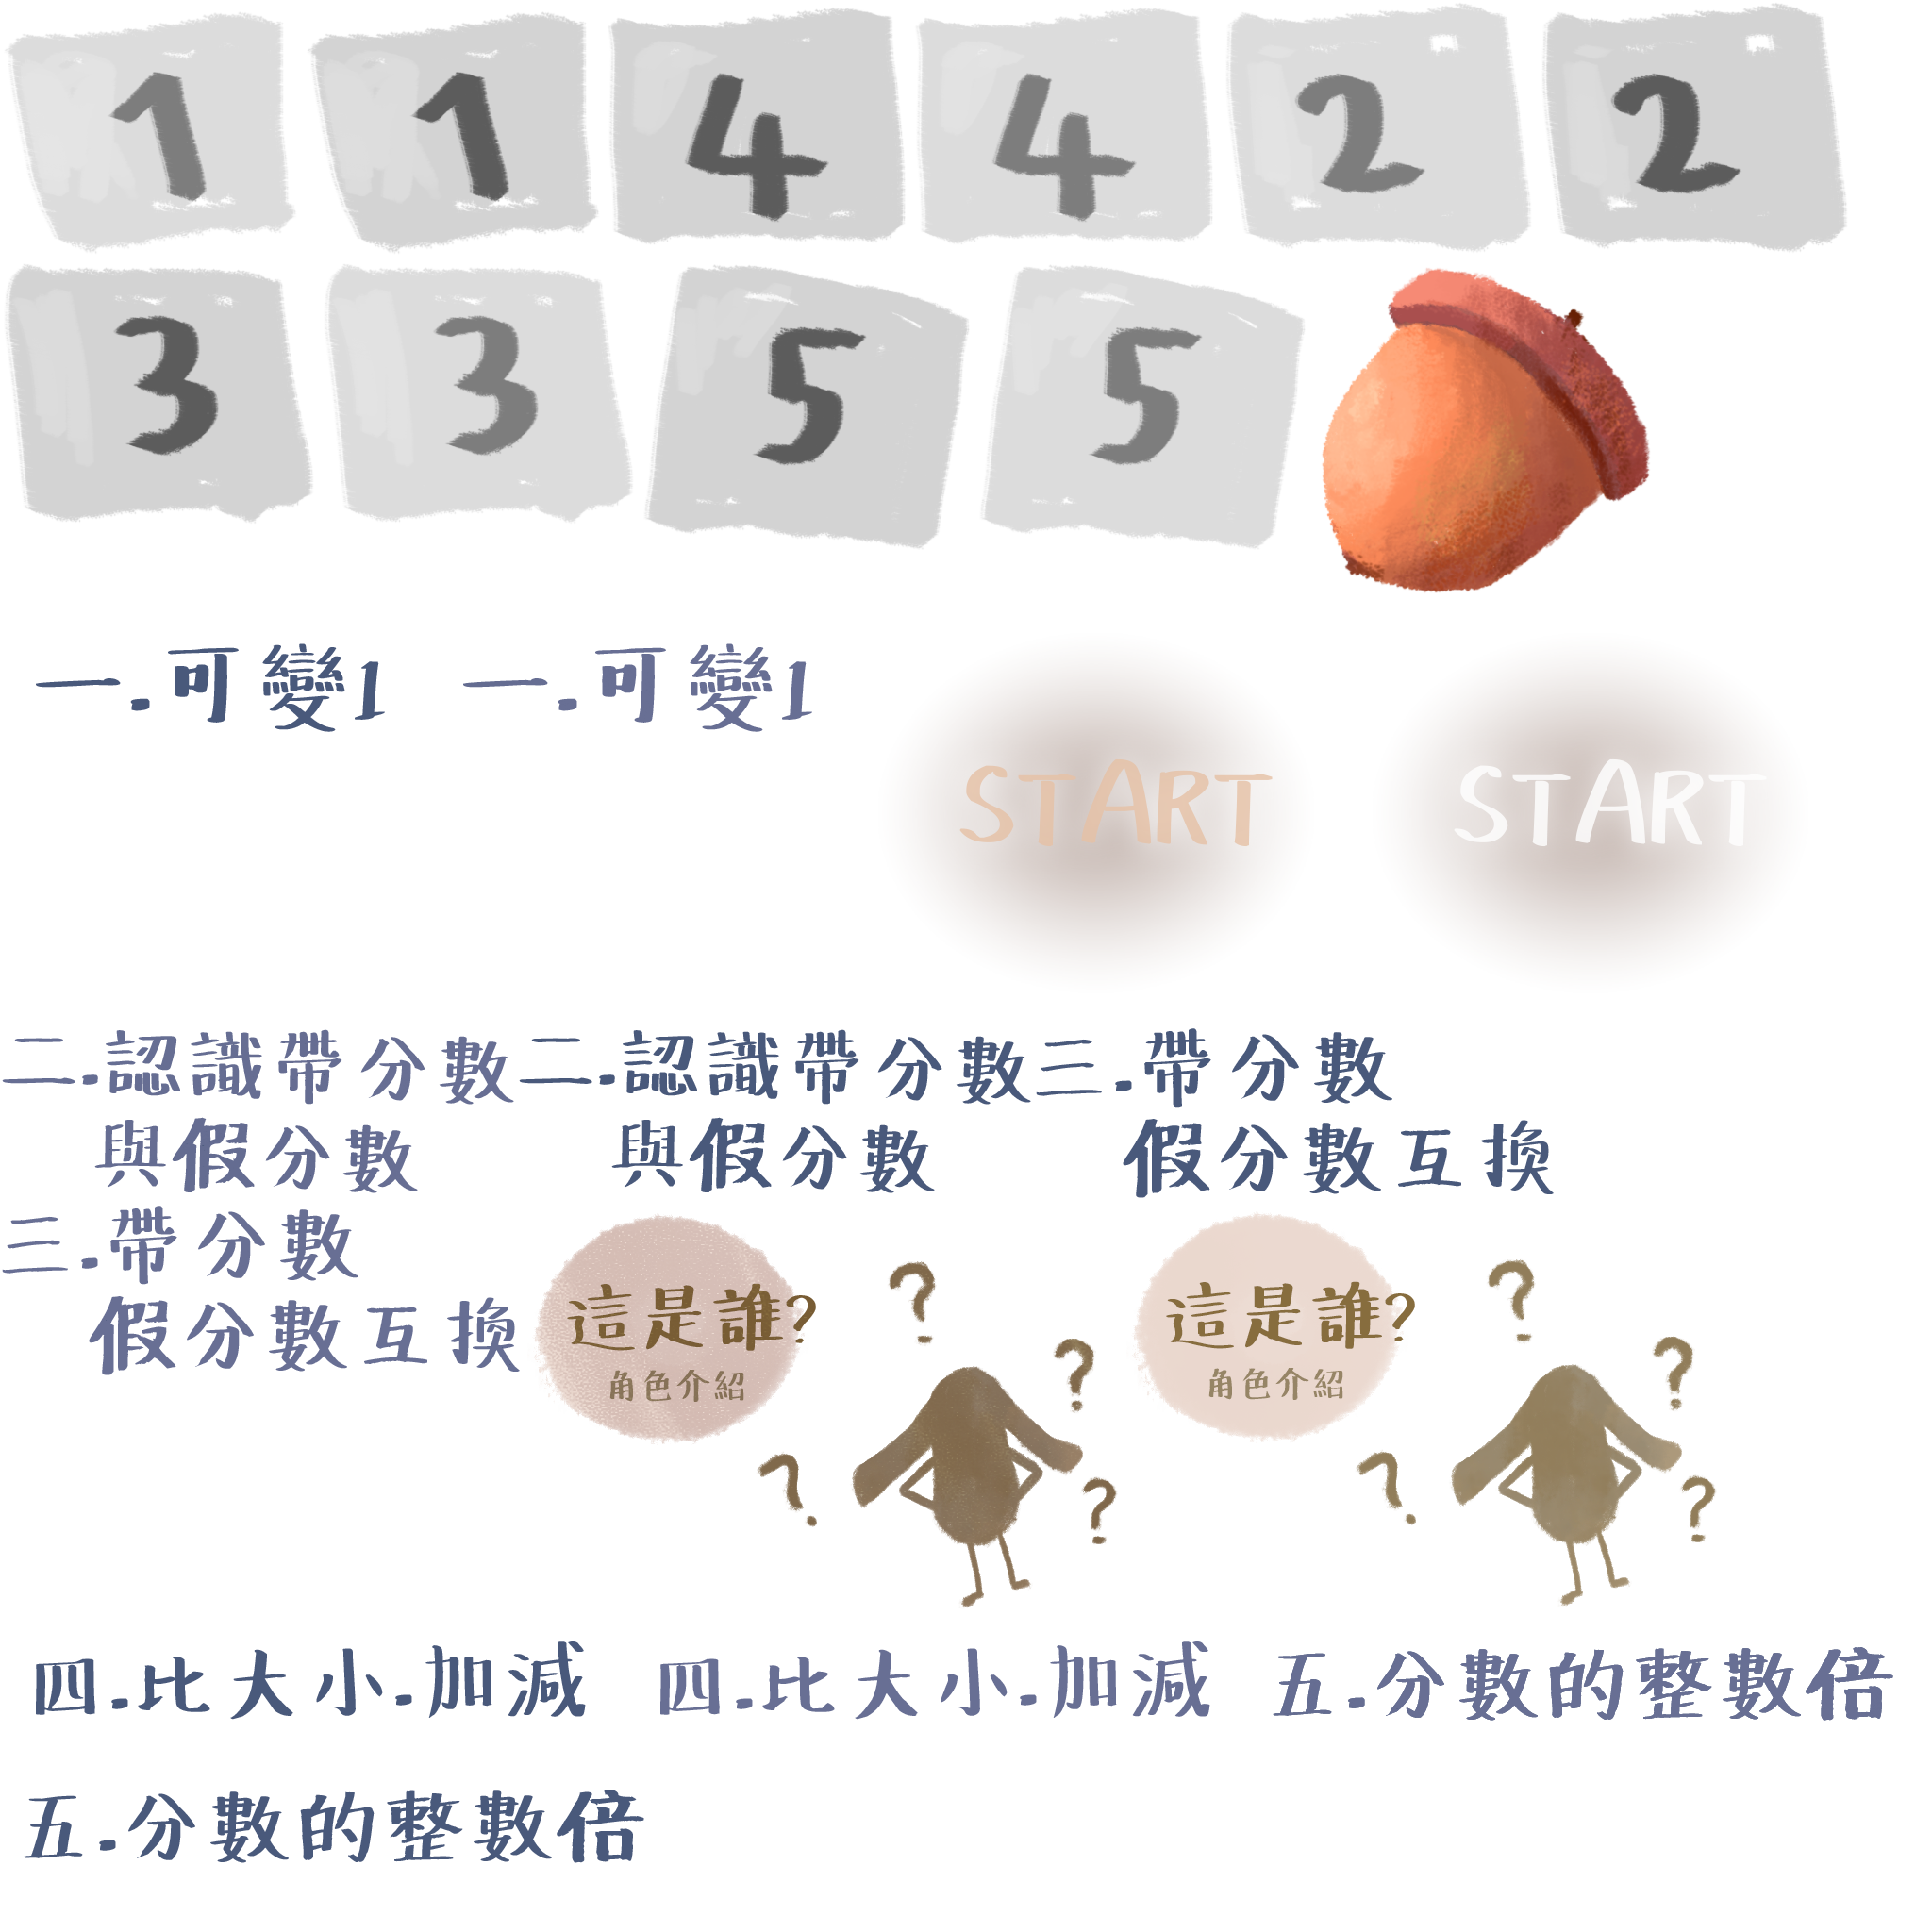 1 1 4 4 2 2
3 3 5 5
一.可變1 一.可變1
START START
二.認識帶分數
與假分數
二.認識帶分數
與假分數
三.帶分數
假分數互換
三.帶分數
假分數互換
這是誰?
角色介紹
? ? ? ?
這是誰?
角色介紹
? ? ? ?
四.比大小.加減 四.比大小.加減 五.分數的整數倍
五.分數的整數倍